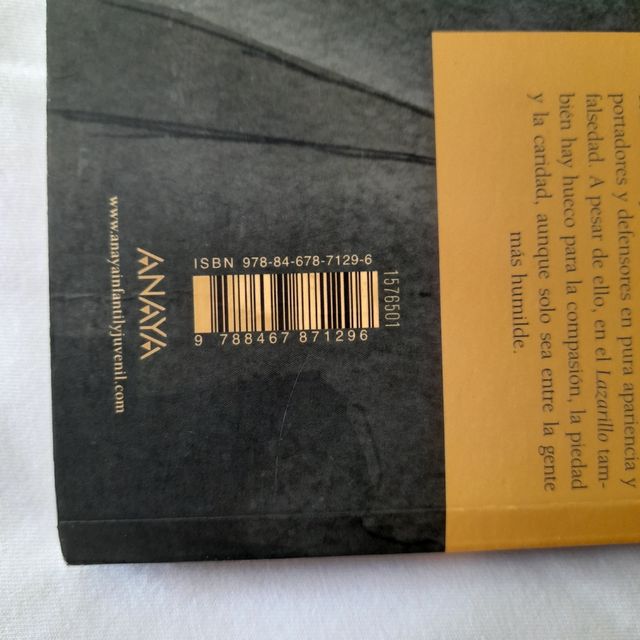 portadores y defensores en pura apariencia y
falsedad. A pesar de ello, en el Lazarillo tam-
bién hay hueco para la compasión, la piedad
y la caridad, aunque solo sea entre la gente
más humilde.
1576501
ISBN 978-84-678-7129-6
9 788467 871296
ANAYA
www.anayainfantilyjuvenil.com